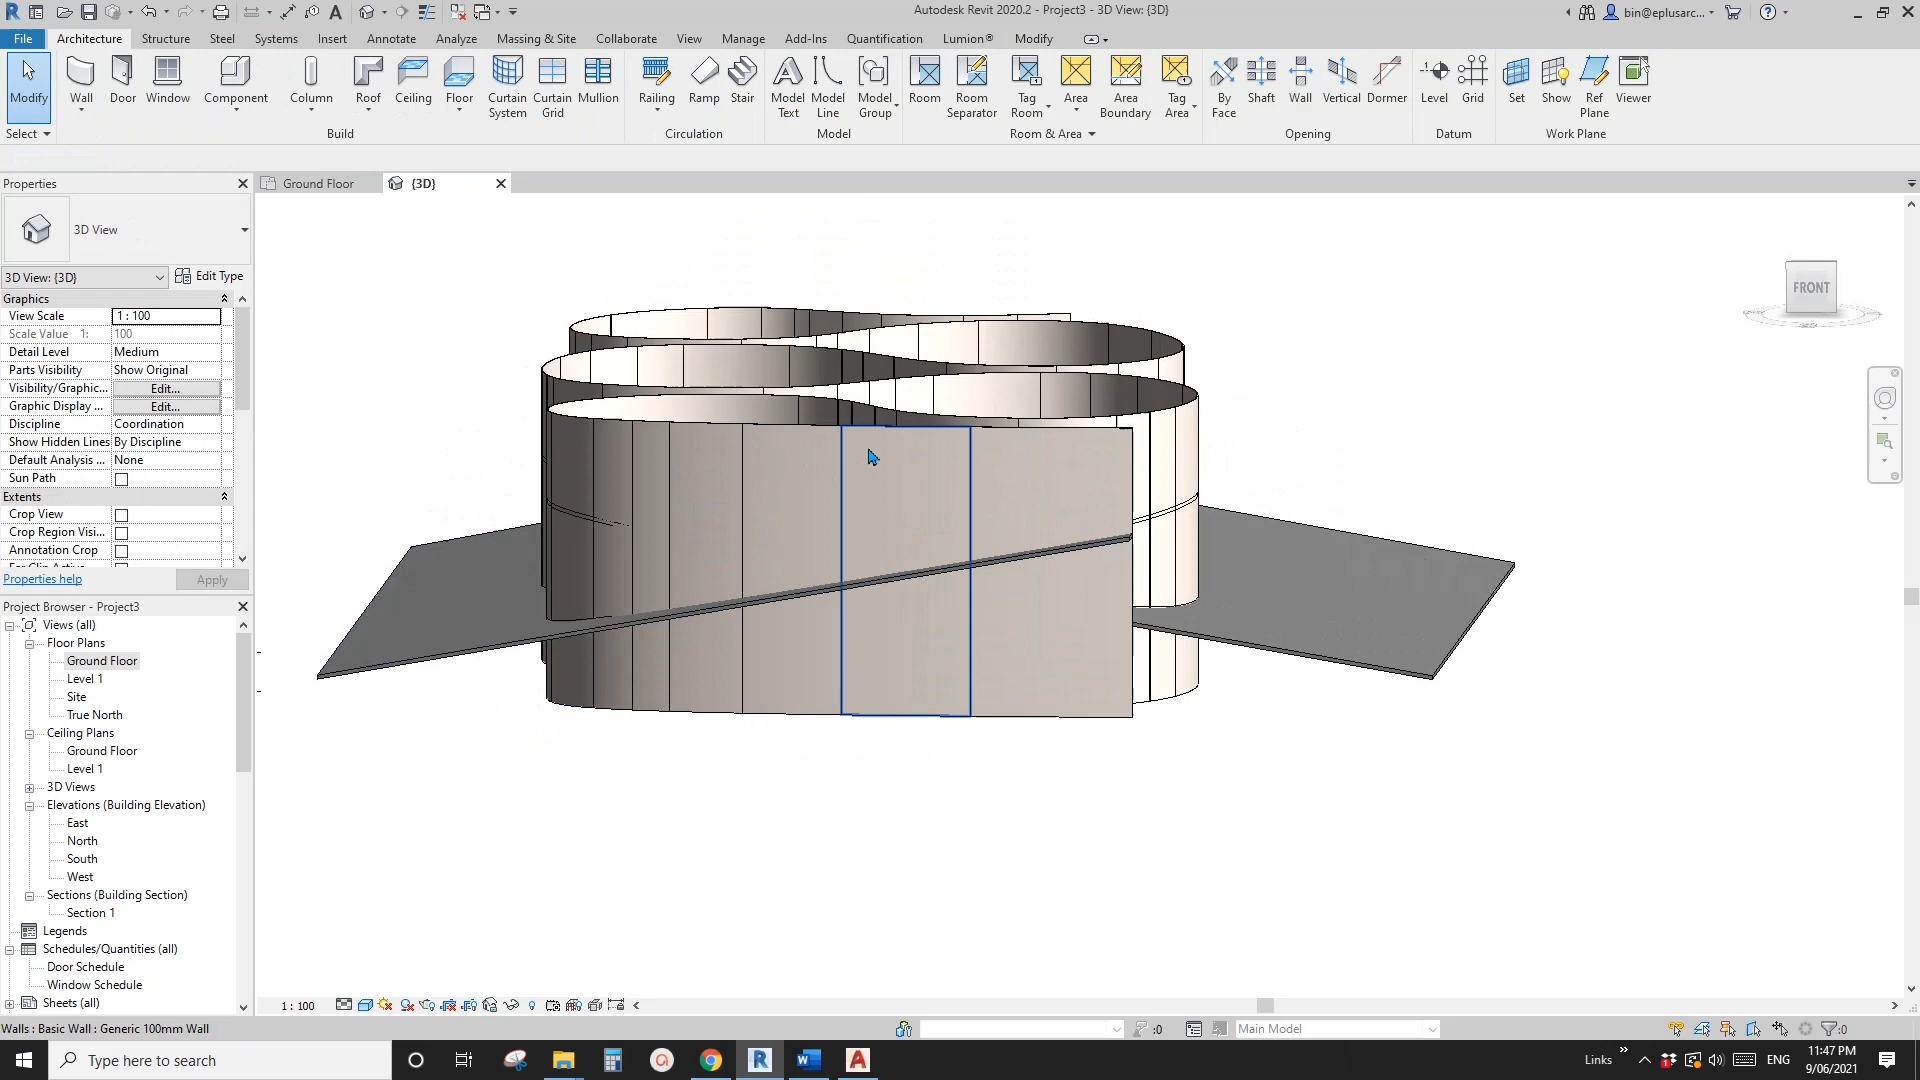 Autodesk Revit 2020.2 - Project3 - 3D View: {3D}
bin@eplusarc...
File Architecture Structure Steel Systems Insert Annotate Analyze Massing & Site Collaborate View Manage Add-Ins Quantification Lumion® Modify
Modify Wall Door Window Component Column Roof Ceiling Floor Curtain System Curtain Grid Mullion Railing Ramp Stair Model Text Model Line Model Group Room Room Separator Tag Room Area Area Boundary Tag Area By Face Shaft Wall Vertical Dormer Level Grid Set Show Ref Plane Viewer
Select Build Circulation Model Room & Area Opening Datum Work Plane
Properties
Ground Floor {3D}
3D View
3D View: {3D} Edit Type
Graphics
View Scale 1 : 100
Scale Value 1: 100
Detail Level Medium
Parts Visibility Show Original
Visibility/Graphic... Edit...
Graphic Display ... Edit...
Discipline Coordination
Show Hidden Lines By Discipline
Default Analysis ... None
Sun Path
Extents
Crop View
Crop Region Visi...
Annotation Crop
Properties help Apply
FRONT
Project Browser - Project3
Views (all)
Floor Plans
Ground Floor
Level 1
Site
True North
Ceiling Plans
Ground Floor
Level 1
3D Views
Elevations (Building Elevation)
East
North
South
West
Sections (Building Section)
Section 1
Legends
Schedules/Quantities (all)
Door Schedule
Window Schedule
Sheets (all)
1 : 100
Walls : Basic Wall : Generic 100mm Wall
:0
Main Model
:0
Type here to search
Links
ENG
11:47 PM
9/06/2021